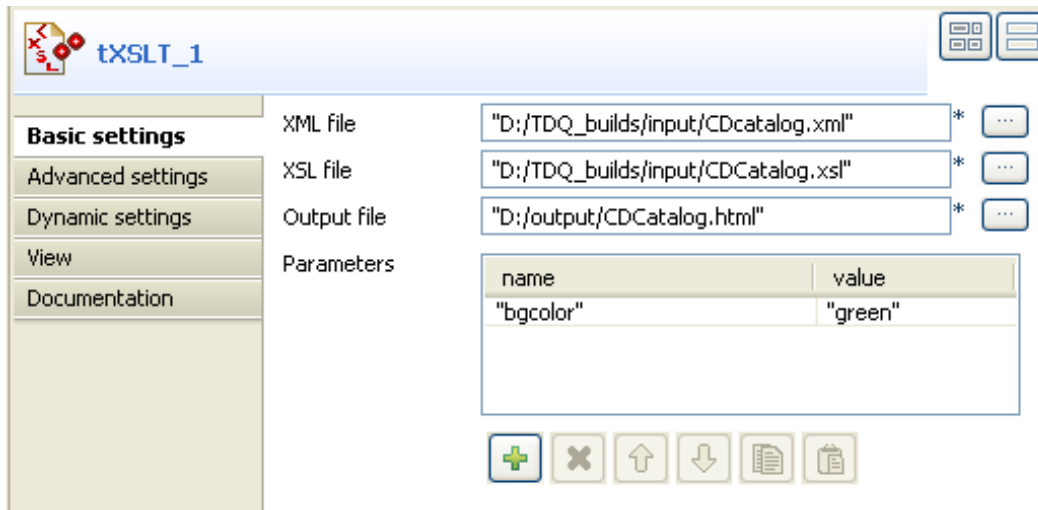 tXSLT_1
Basic settings
Advanced settings
Dynamic settings
View
Documentation
XML file "D:/TDQ_builds/input/CDcatalog.xml" * ...
XSL file "D:/TDQ_builds/input/CDCatalog.xsl" * ...
Output file "D:/output/CDCatalog.html" * ...
Parameters
name value
"bgcolor" "green"